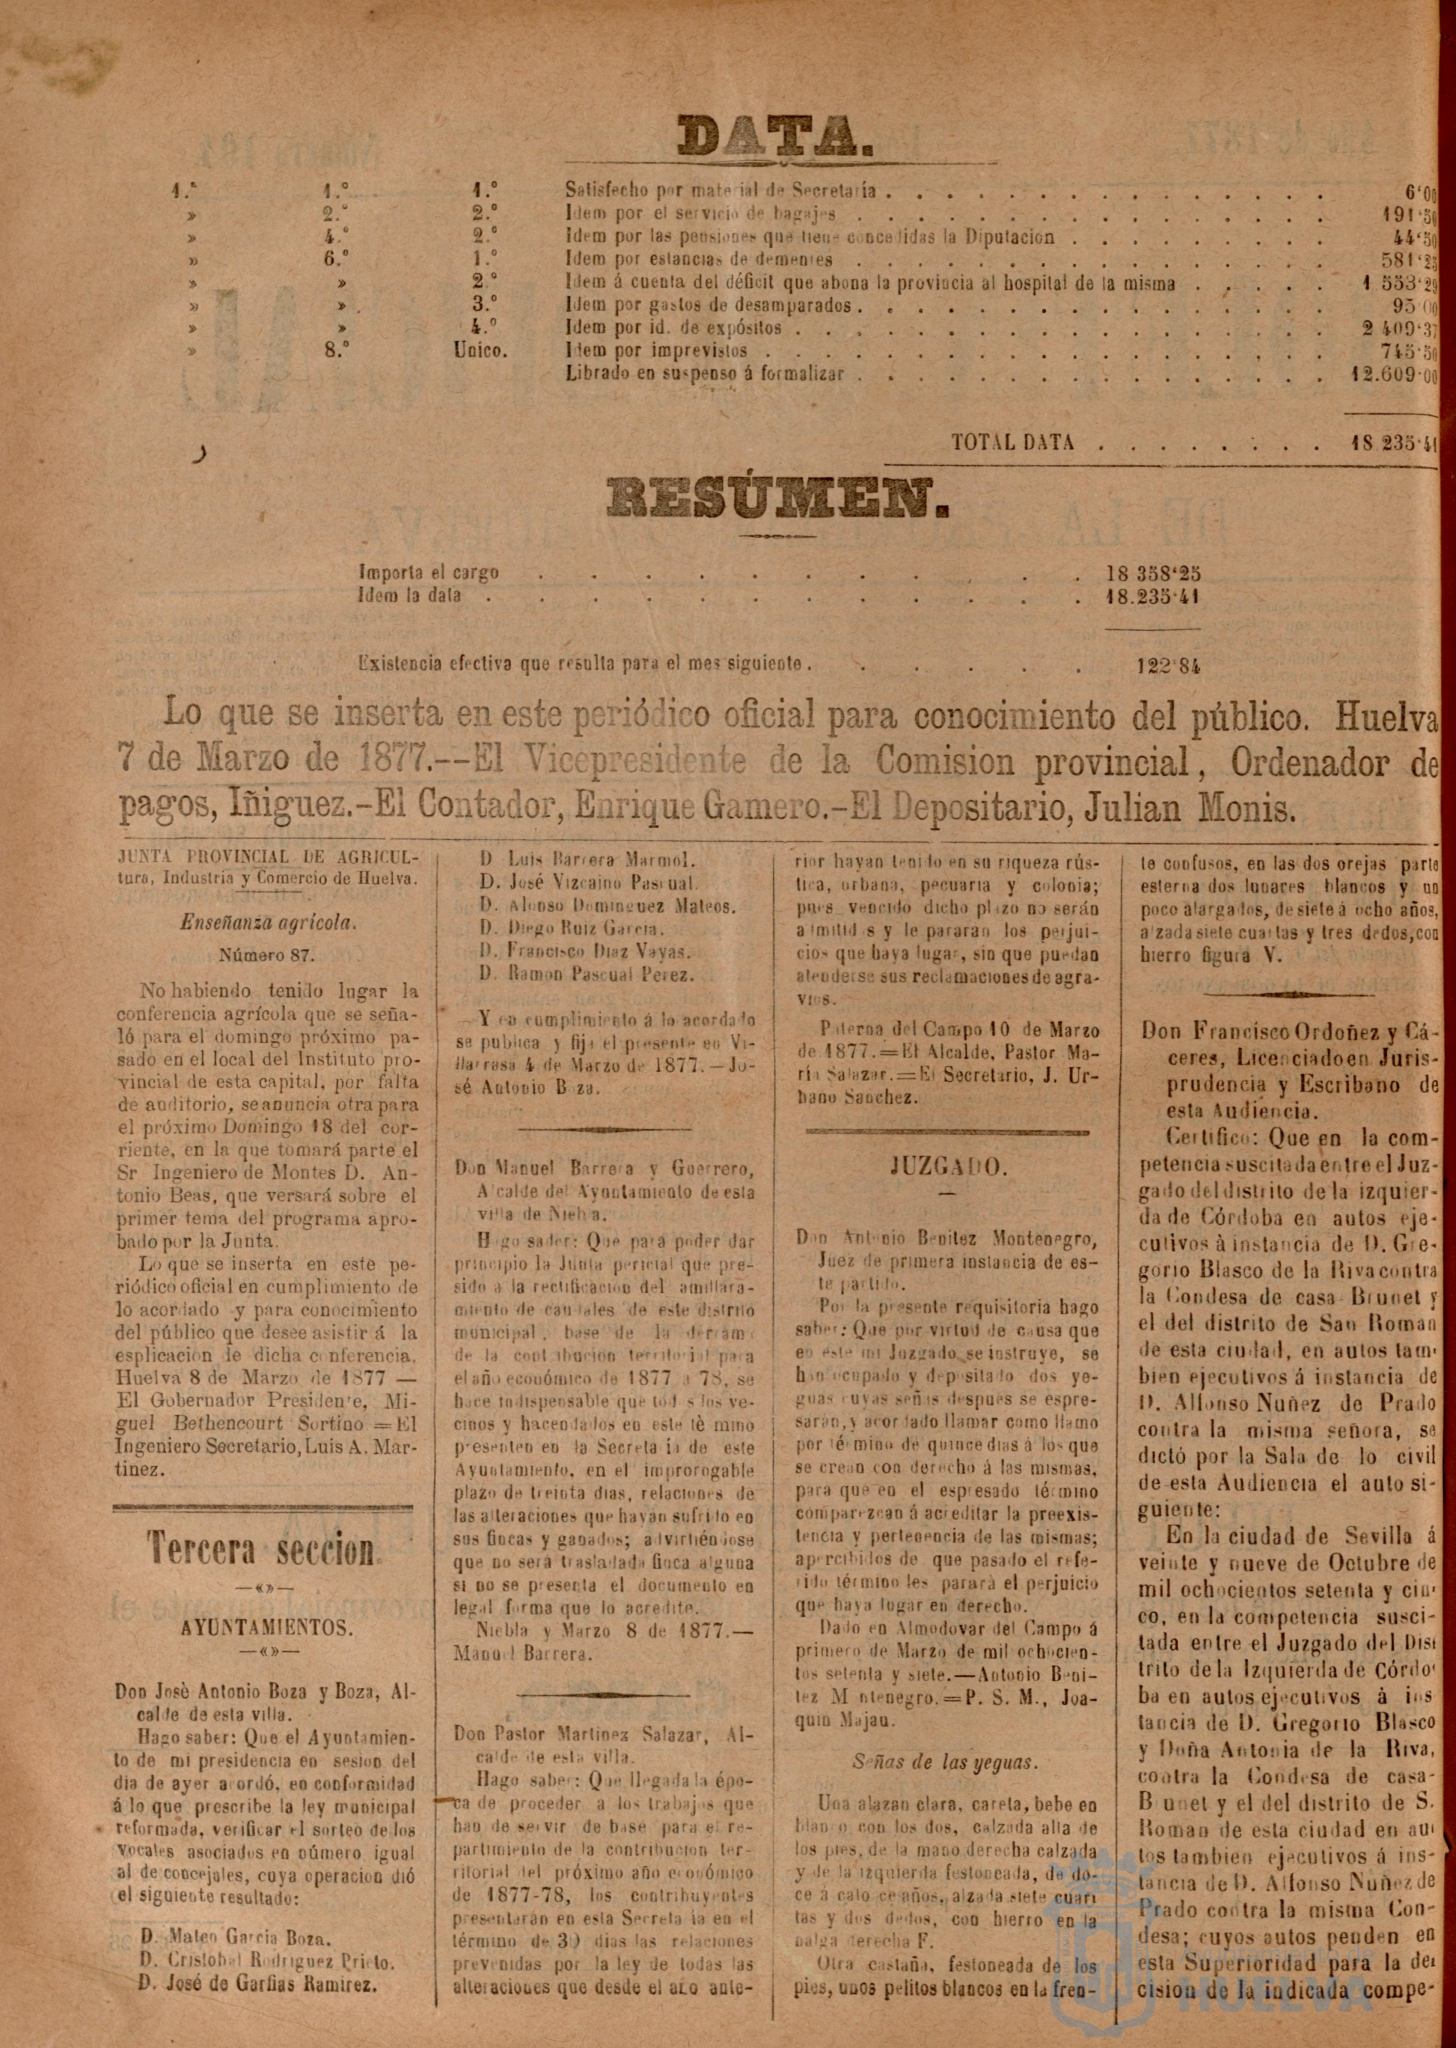 DATA.
1.ª 1.º 1.º Satisfecho por material de Secretaría . . . . . . . . . . . . . . . . 6‘00
» 2.º 2.º Idem por el servicio de bagajes . . . . . . . . . . . . . . . . 191‘50
» 4.º 2.º Idem por las pensiones que tiene concedidas la Diputacion . . . . . . . . . 44‘50
» 6.º 1.º Idem por estancias de dementes . . . . . . . . . . . . . . . . 581‘25
» » 2.º Idem á cuenta del déficit que abona la provincia al hospital de la misma . . . . . 1 553‘29
» » 3.º Idem por gastos de desamparados . . . . . . . . . . . . . . . . 95 00
» » 4.º Idem por id. de expósitos . . . . . . . . . . . . . . . . . . 2 409‘37
» 8.º Unico. Idem por imprevistos . . . . . . . . . . . . . . . . . . . 745‘50
Librado en suspenso á formalizar . . . . . . . . . . . . . . . . 12.609·00
TOTAL DATA . . . . . . . . 18 235·41
RESÚMEN.
Importa el cargo . . . . . . . . . . . 18 358‘25
Idem la data . . . . . . . . . . . . 18.235·41
Existencia efectiva que resulta para el mes siguiente . . . . . . 122‘84
Lo que se inserta en este periódico oficial para conocimiento del público. Huelva
7 de Marzo de 1877.--El Vicepresidente de la Comision provincial, Ordenador de
pagos, Iñiguez.-El Contador, Enrique Gamero.-El Depositario, Julian Monis.
JUNTA PROVINCIAL DE AGRICUL-
tura, Industria y Comercio de Huelva.
Enseñanza agrícola.
Número 87.
No habiendo tenido lugar la
conferencia agrícola que se seña-
ló para el domingo próximo pa-
sado en el local del Instituto pro-
vincial de esta capital, por falta
de auditorio, se anuncia otra para
el próximo Domingo 18 del cor-
riente, en la que tomará parte el
Sr Ingeniero de Montes D. An-
tonio Beas, que versará sobre el
primer tema del programa apro-
bado por la Junta.
Lo que se inserta en este pe-
riódico oficial en cumplimiento de
lo acordado y para conocimiento
del público que desee asistir á la
esplicacion de dicha conferencia.
Huelva 8 de Marzo de 1877 —
El Gobernador Presidente, Mi-
guel Bethencourt Sortino = El
Ingeniero Secretario, Luis A. Mar-
tinez.
Tercera seccion
—«»—
AYUNTAMIENTOS.
—«»—
Don Josè Antonio Boza y Boza, Al-
calde de esta villa.
Hago saber: Que el Ayuntamien-
to de mi presidencia en sesion del
dia de ayer acordó, en conformidad
á lo que prescribe la ley municipal
reformada, verificar el sorteo de los
vocales asociados en número igual
al de concejales, cuya operacion dió
el siguiente resultado:
D. Mateo Garcia Boza.
D. Cristobal Rodriguez Prieto.
D. José de Garfias Ramirez.
D Luis Barrera Marmol.
D. José Vizcaino Pascual.
D. Alonso Dominguez Mateos.
D. Diego Ruiz Garcia.
D. Francisco Diaz Vayas.
D. Ramon Pascual Perez.
Y en cumplimiento á lo acordado
se publica y fija el presente en Vi-
llarrasa 4 de Marzo de 1877.—Jo-
sé Antonio Boza.
Don Manuel Barrera y Guerrero,
Alcalde del Ayuntamiento de esta
villa de Niebla.
Hago saber: Que para poder dar
principio la Junta pericial que pre-
sido á la rectificacion del amillara-
miento de caudales de este distrito
municipal, base de la derrama
de la contribucion territorial para
el año económico de 1877 á 78, se
hace indispensable que tod s los ve-
cinos y hacendados en este tè mino
presenten en la Secreta ía de este
Ayuntamiento, en el improrogable
plazo de treinta dias, relaciones de
las alteraciones que hayan sufrido en
sus fincas y ganados; advirtiéndose
que no será trasladada finca alguna
si no se presenta el documento en
legal forma que lo acredite.
Niebla y Marzo 8 de 1877.—
Manuel Barrera.
Don Pastor Martinez Salazar, Al-
calde de esta villa.
Hago saber: Que llegada la épo-
ca de proceder a los trabajos que
han de servir de base para el re-
partimiento de la contribucion ter-
ritorial del próximo año económico
de 1877-78, los contribuyentes
presentarán en esta Secreta ía en el
término de 30 dias las relaciones
prevenidas por la ley de todas las
alteraciones que desde el año ante-
rior hayan tenido en su riqueza rús-
tica, urbana, pecuaria y colonia;
pues vencido dicho plazo no serán
admitid s y le pararán los perjui-
cios que haya lugar, sin que puedan
atenderse sus reclamaciones de agra-
vios.
Paterna del Campo 10 de Marzo
de 1877.=El Alcalde, Pastor Ma-
ría Salazar.=El Secretario, J. Ur-
bano Sanchez.
JUZGADO.
—
Don Antonio Benitez Montenegro,
Juez de primera instancia de es-
te partido.
Por la presente requisitoria hago
saber: Que por virtud de causa que
en este mi Juzgado se instruye, se
han ocupado y depositado dos ye-
guas cuyas señas despues se espre-
sarán, y acordado llamar como llamo
por término de quince dias á los que
se crean con derecho á las mismas,
para que en el espresado término
comparezcan á acreditar la preexis-
tencia y pertenencia de las mismas;
apercibidos de que pasado el refe-
rido término les parará el perjuicio
que haya lugar en derecho.
Dado en Almodovar del Campo á
primero de Marzo de mil ochocien-
tos setenta y siete.—Antonio Beni-
tez M ntenegro.=P. S. M., Joa-
quin Majau.
Señas de las yeguas.
Una alazan clara, careta, bebe en
blanco con los dos, calzada alta de
los pies, de la mano derecha calzada
y de la izquierda festoneada, de do-
ce á cato ce años, alzada siete cuar-
tas y dos dedos, con hierro en la
nalga derecha F.
Otra castaña, festoneada de los
pies, unos pelitos blancos en la fren-
te confusos, en las dos orejas parte
esterna dos lunares blancos y un
poco alargados, de siete á ocho años,
alzada siete cuartas y tres dedos, con
hierro figura V.
Don Francisco Ordoñez y Cá-
ceres, Licenciado en Juris-
prudencia y Escribano de
esta Audiencia.
Certifico: Que en la com-
petencia suscitada entre el Juz-
gado del distrito de la izquier-
da de Córdoba en autos eje-
cutivos à instancia de D. Gre-
gorio Blasco de la Riva contra
la Condesa de casa Brunet y
el del distrito de San Roman
de esta ciudad, en autos tam-
bien ejecutivos á instancia de
D. Alfonso Nuñez de Prado
contra la misma señora, se
dictó por la Sala de lo civil
de esta Audiencia el auto si-
guiente:
En la ciudad de Sevilla á
veinte y nueve de Octubre de
mil ochocientos setenta y cin-
co, en la competencia susci-
tada entre el Juzgado del Dis
trito de la Izquierda de Córdo-
ba en autos ejecutivos á ins
tancia de D. Gregorio Blasco
y Doña Antonia de la Riva,
contra la Condesa de casa-
B unet y el del distrito de S.
Roman de esta ciudad en au-
tos tambien ejecutivos á ins-
tancia de D. Alfonso Nuñez de
Prado contra la misma Con-
desa; cuyos autos penden en
esta Superioridad para la de-
cision de la indicada compe-
HUELVA